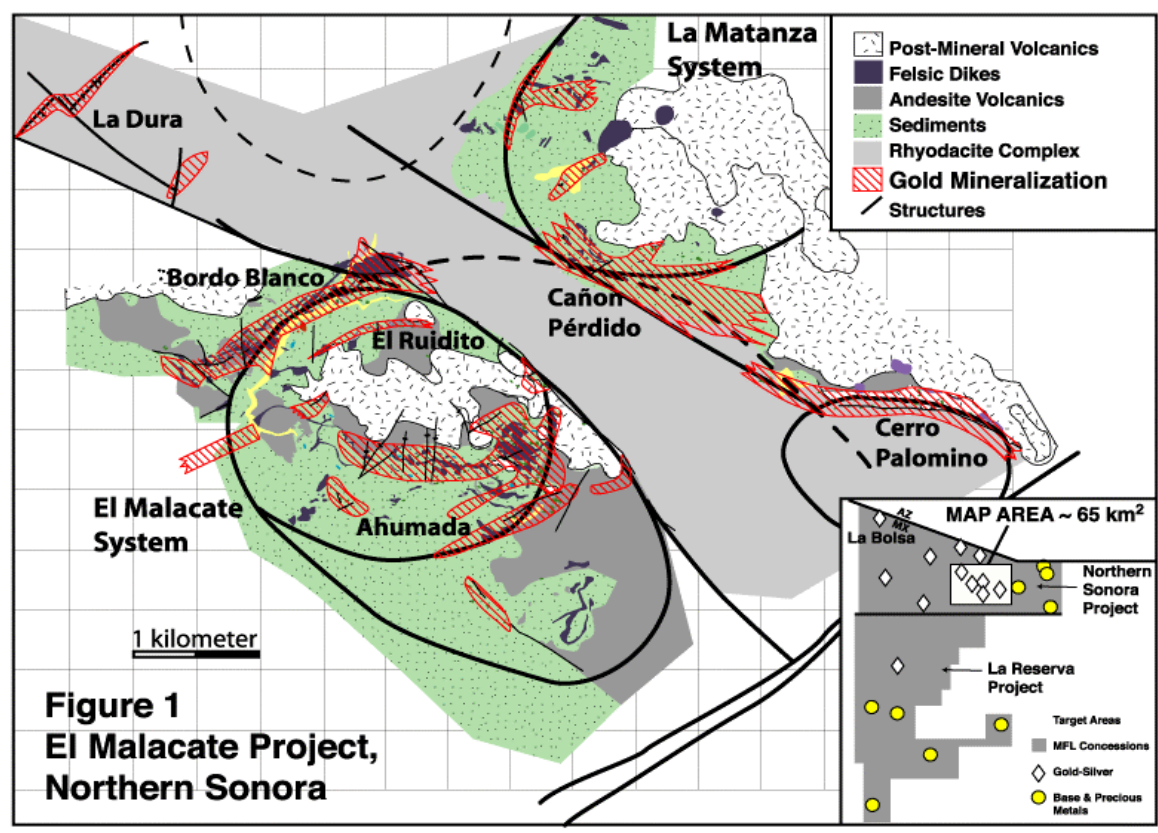 La Matanza
System
Post-Mineral Volcanics
Felsic Dikes
Andesite Volcanics
Sediments
Rhyodacite Complex
Gold Mineralization
Structures
La Dura
Bordo Blanco
Cañon
Pérdido
El Ruidito
Cerro
Palomino
El Malacate
System
Ahumada
1 kilometer
Figure 1
El Malacate Project,
Northern Sonora
MAP AREA ~ 65 km²
AZ
MX
La Bolsa
Northern
Sonora
Project
La Reserva
Project
Target Areas
MFL Concessions
Gold-Silver
Base & Precious
Metals